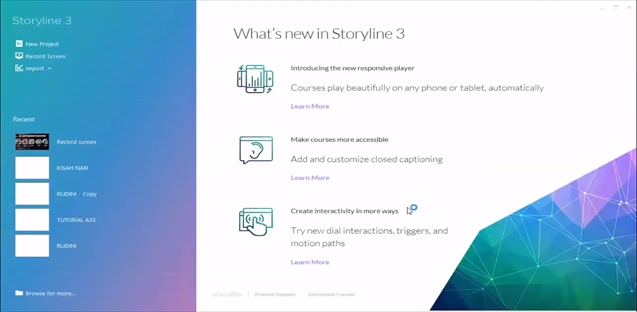 Storyline 3
New Project
Record Screen
Import
Recent
Record screen
KISAH NABI
RUDINI - Copy
TUTORIAL AS3
RUDINI
Browse for more...
What's new in Storyline 3
Introducing the new responsive player
Courses play beautifully on any phone or tablet, automatically
Learn More
Make courses more accessible
Add and customize closed captioning
Learn More
Create interactivity in more ways
Try new dial interactions, triggers, and
motion paths
Learn More
Product Support